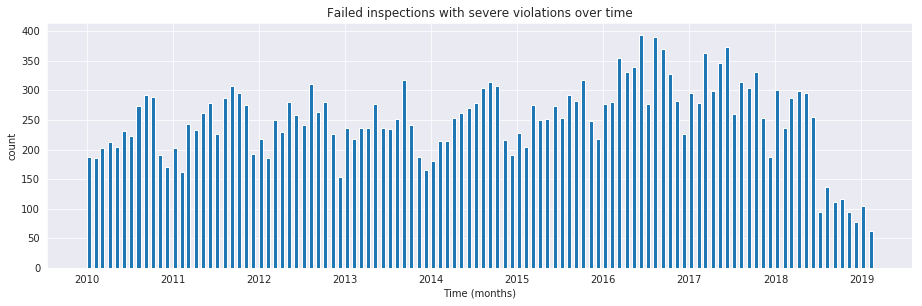 Failed inspections with severe violations over time
400
350
300
250
200
150
100
50
0
count
2010 2011 2012 2013 2014 2015 2016 2017 2018 2019
Time (months)